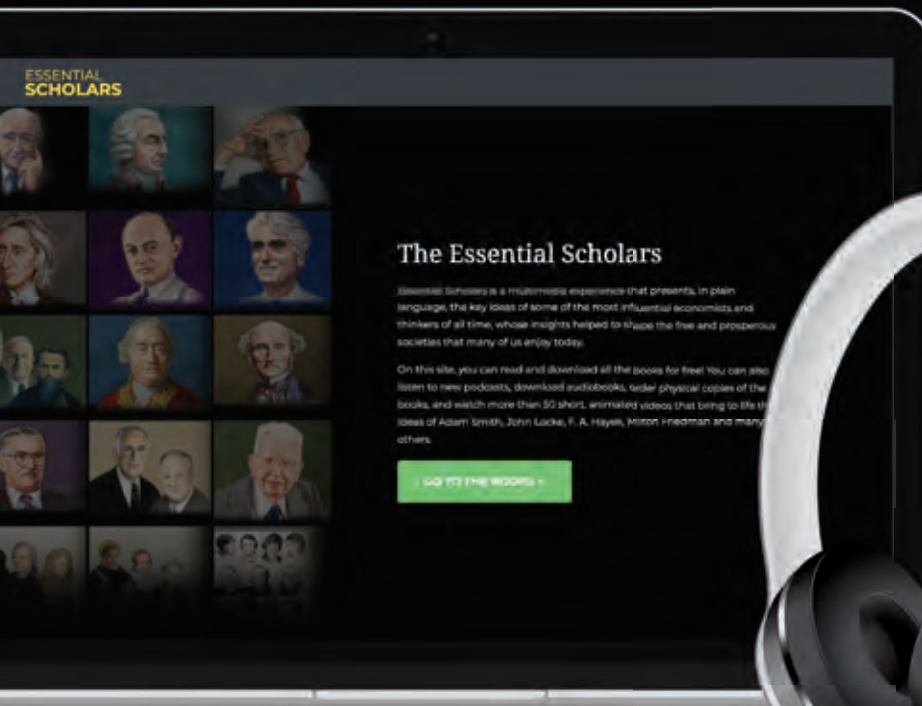 ESSENTIAL
SCHOLARS
The Essential Scholars
Essential Scholars is a multimedia experience that presents, in plain
language, the key ideas of some of the most influential economists and
thinkers of all time, whose insights helped to shape the free and prosperous
societies that many of us enjoy today.
On this site, you can read and download all the books for free! You can also
listen to new podcasts, download audiobooks, order physical copies of the
books, and watch more than 50 short, animated videos that bring to life the
ideas of Adam Smith, John Locke, F. A. Hayek, Milton Friedman and many
others.
GO TO THE BOOKS